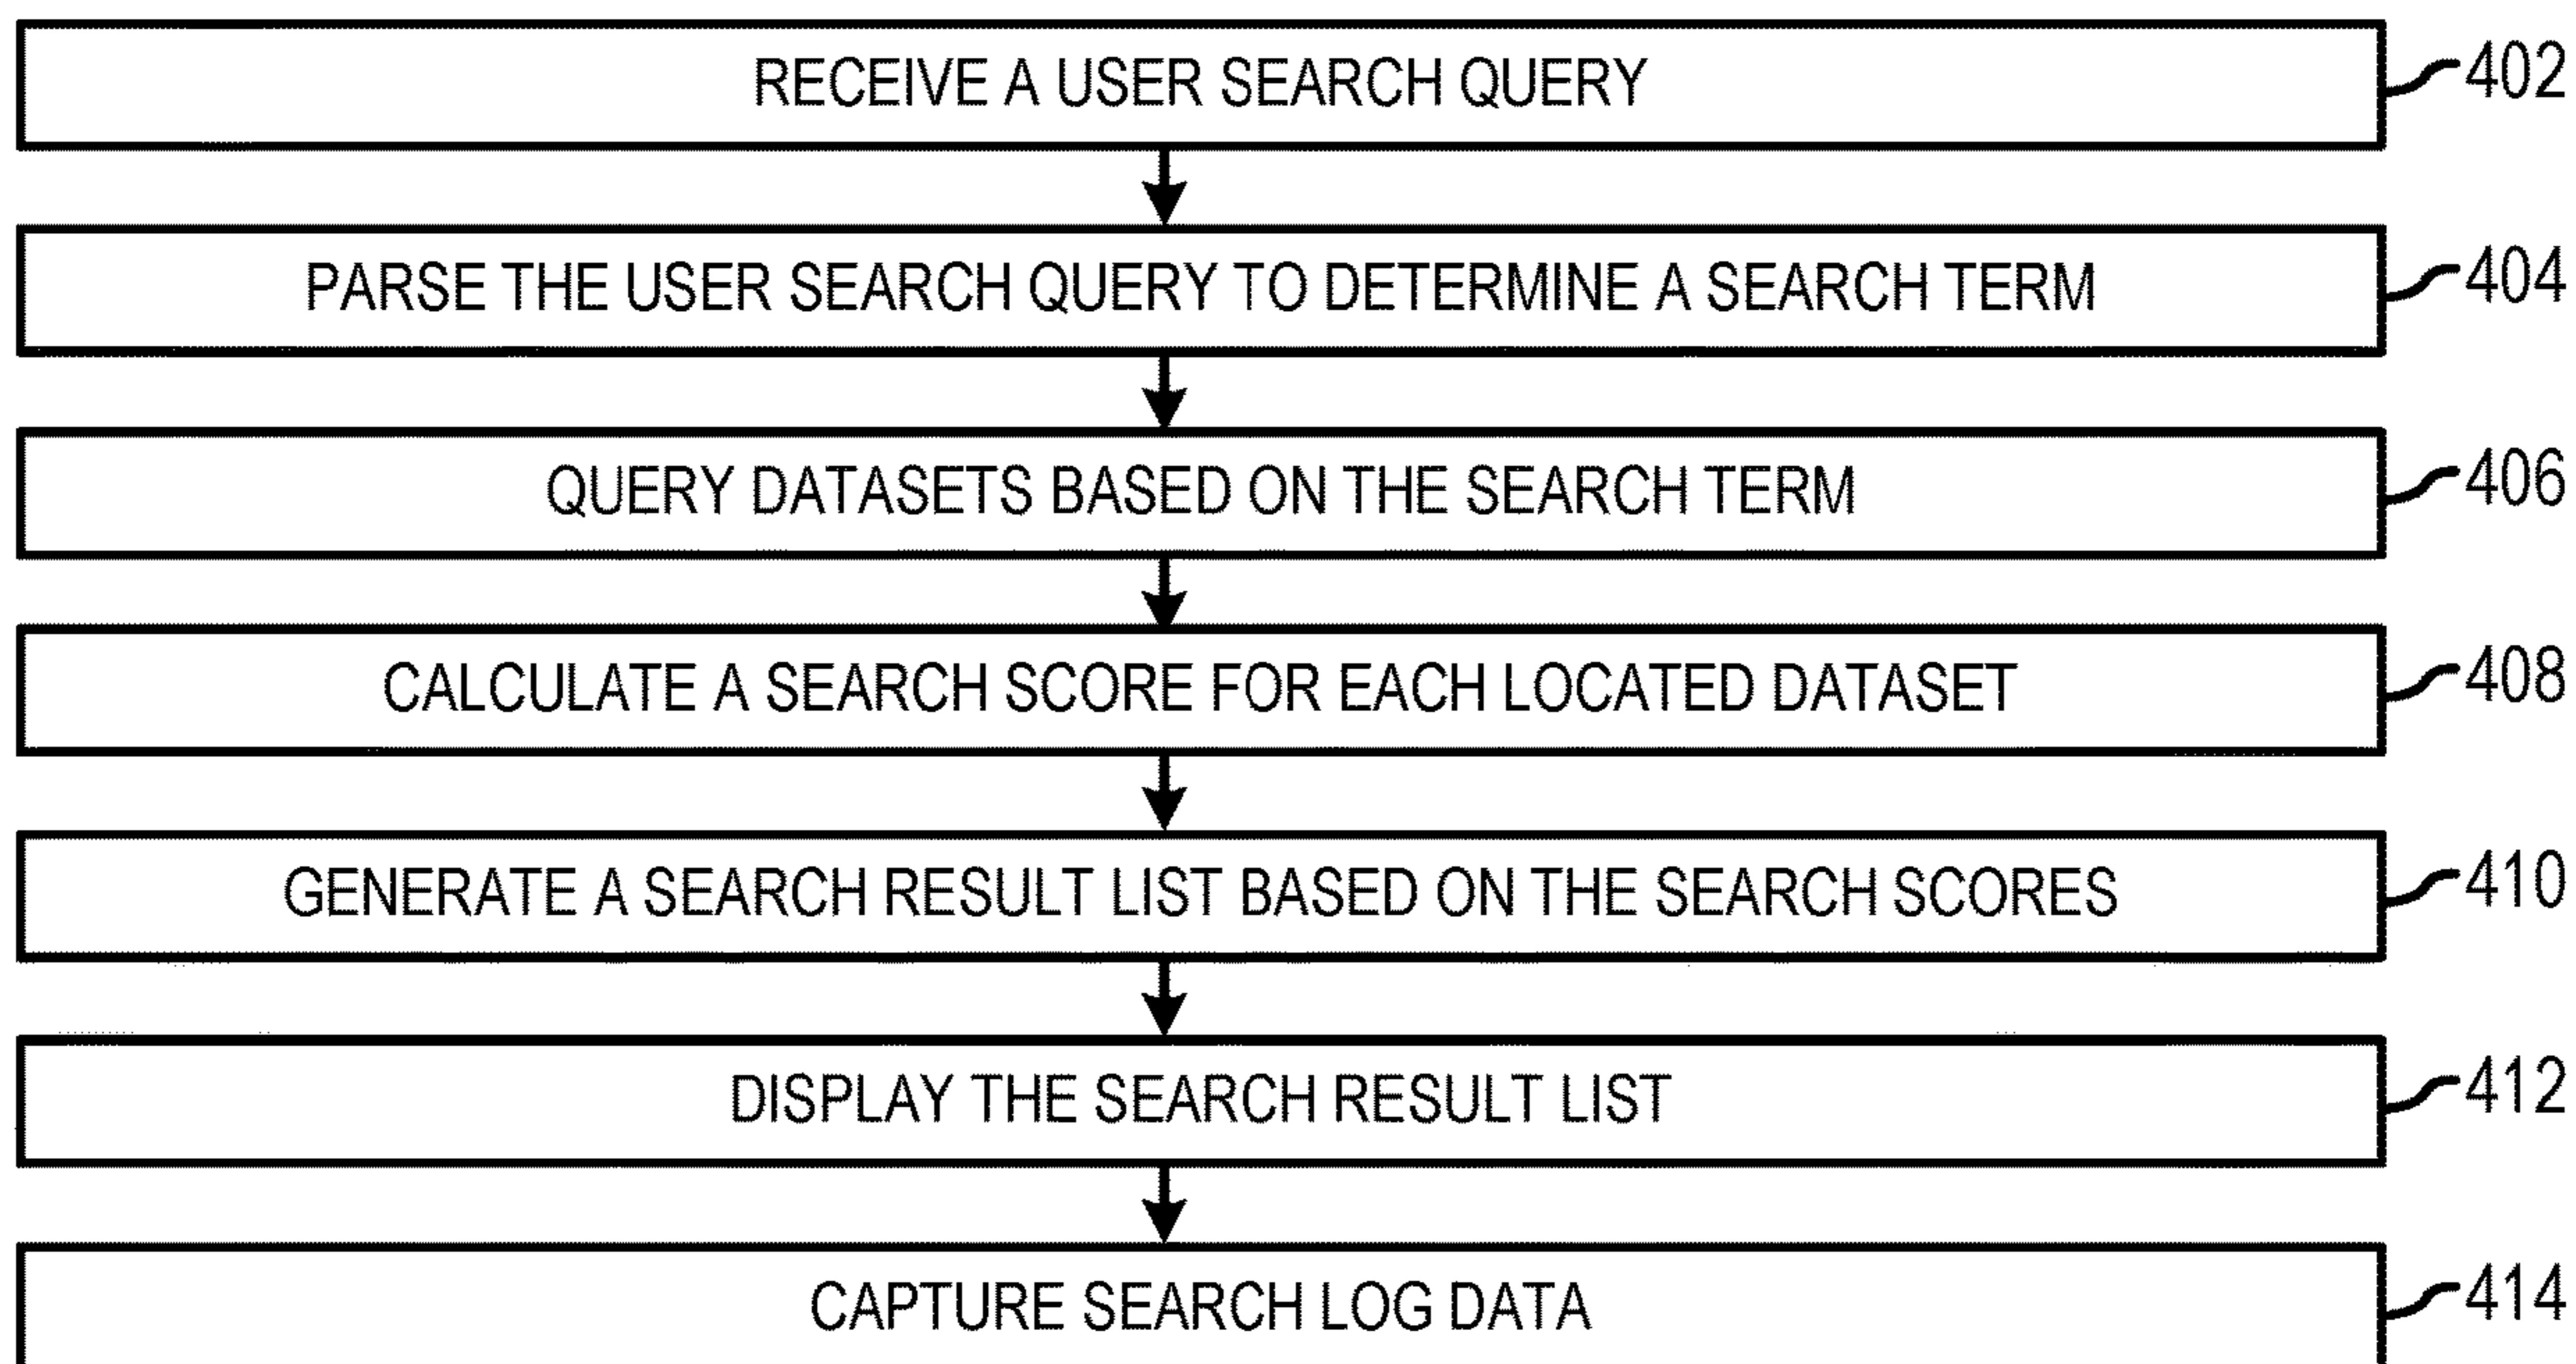 RECEIVE A USER SEARCH QUERY 402
PARSE THE USER SEARCH QUERY TO DETERMINE A SEARCH TERM 404
QUERY DATASETS BASED ON THE SEARCH TERM 406
CALCULATE A SEARCH SCORE FOR EACH LOCATED DATASET 408
GENERATE A SEARCH RESULT LIST BASED ON THE SEARCH SCORES 410
DISPLAY THE SEARCH RESULT LIST 412
CAPTURE SEARCH LOG DATA 414